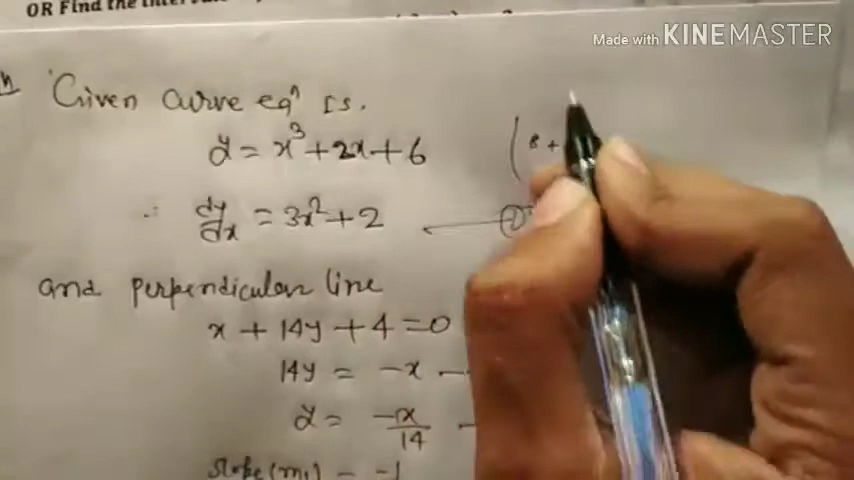 OR Find the
Made with KINEMASTER
Given curve eqⁿ is.
y = x³ + 2x + 6
(8 +
∴ dy/dx = 3x² + 2
and perpendicular line
x + 14y + 4 = 0
14y = -x -
y = -x/14 -
slope (m₁) = -1